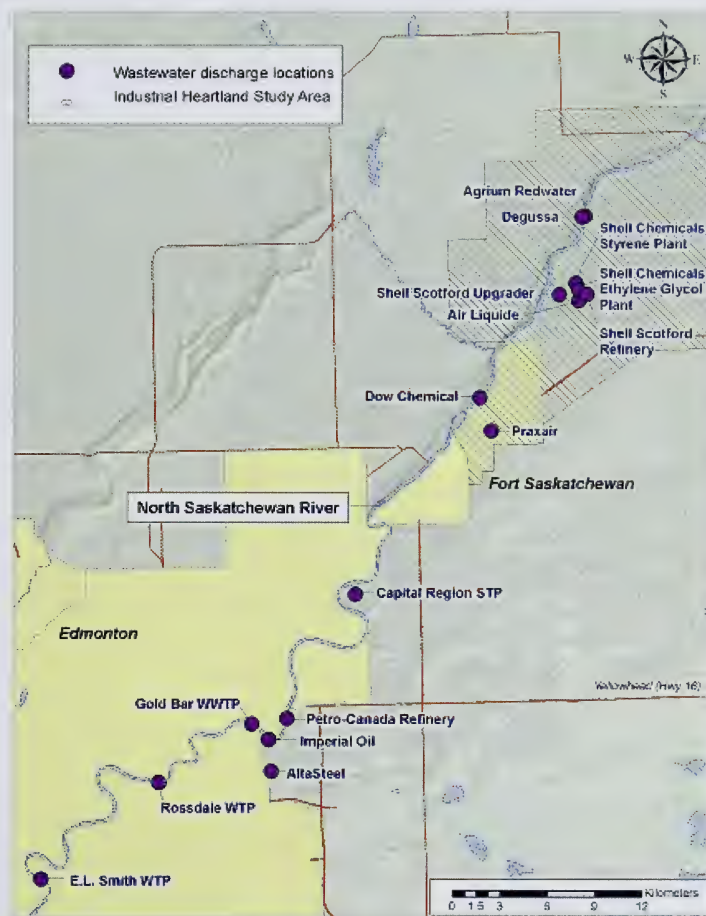 N
W E
S
Wastewater discharge locations
Industrial Heartland Study Area
Agrium Redwater
Degussa
Shell Chemicals
Styrene Plant
Shell Chemicals
Ethylene Glycol
Plant
Shell Scotford Upgrader
Air Liquide
Shell Scotford
Refinery
Dow Chemical
Praxair
Fort Saskatchewan
North Saskatchewan River
Capital Region STP
Edmonton
Yellowhead (Hwy 16)
Gold Bar WWTP
Petro-Canada Refinery
Imperial Oil
AltaSteel
Rossdale WTP
E.L. Smith WTP
Kilometers
0 1.5 3 6 9 12